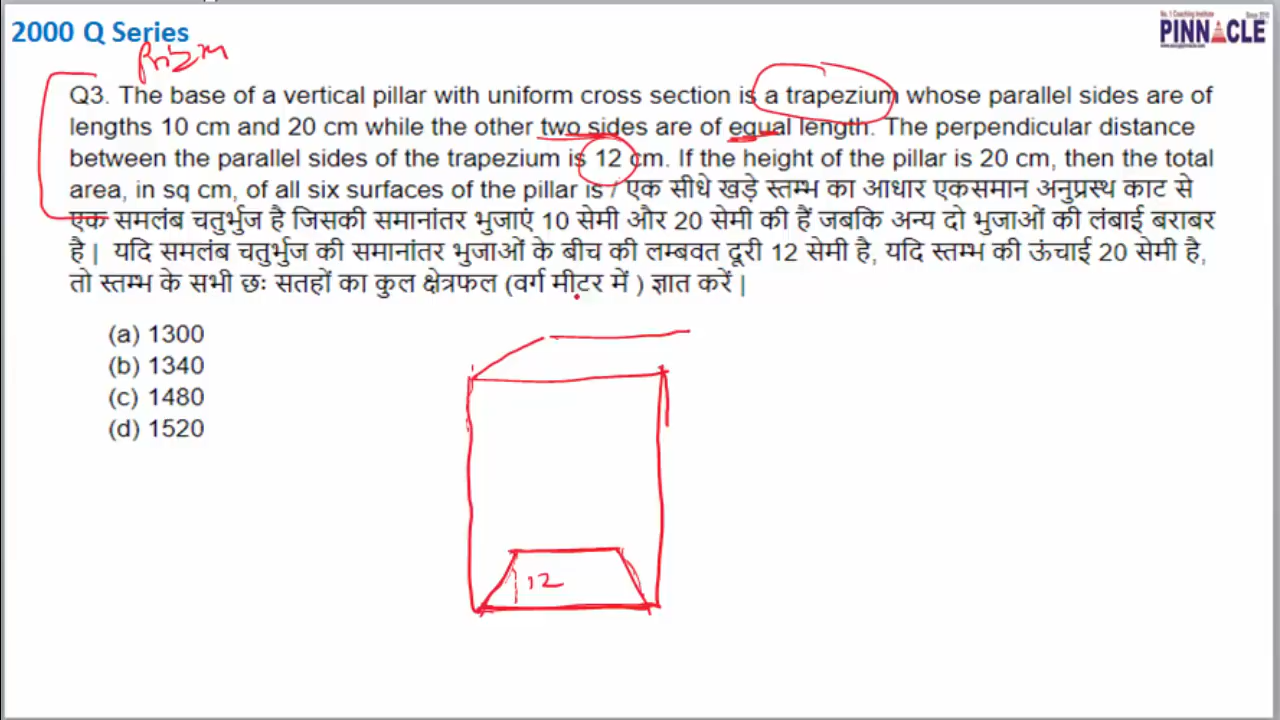 2000 Q Series
No. 1 Coaching Institute
Since 2010
PINNACLE
Prizm
Q3. The base of a vertical pillar with uniform cross section is a trapezium whose parallel sides are of
lengths 10 cm and 20 cm while the other two sides are of equal length. The perpendicular distance
between the parallel sides of the trapezium is 12 cm. If the height of the pillar is 20 cm, then the total
area, in sq cm, of all six surfaces of the pillar is / एक सीधे खड़े स्तम्भ का आधार एकसमान अनुप्रस्थ काट से
एक समलंब चतुर्भुज है जिसकी समानांतर भुजाएं 10 सेमी और 20 सेमी की हैं जबकि अन्य दो भुजाओं की लंबाई बराबर
है | यदि समलंब चतुर्भुज की समानांतर भुजाओं के बीच की लम्बवत दूरी 12 सेमी है, यदि स्तम्भ की ऊंचाई 20 सेमी है,
तो स्तम्भ के सभी छः सतहों का कुल क्षेत्रफल (वर्ग मीटर में ) ज्ञात करें |
(a) 1300
(b) 1340
(c) 1480
(d) 1520
12